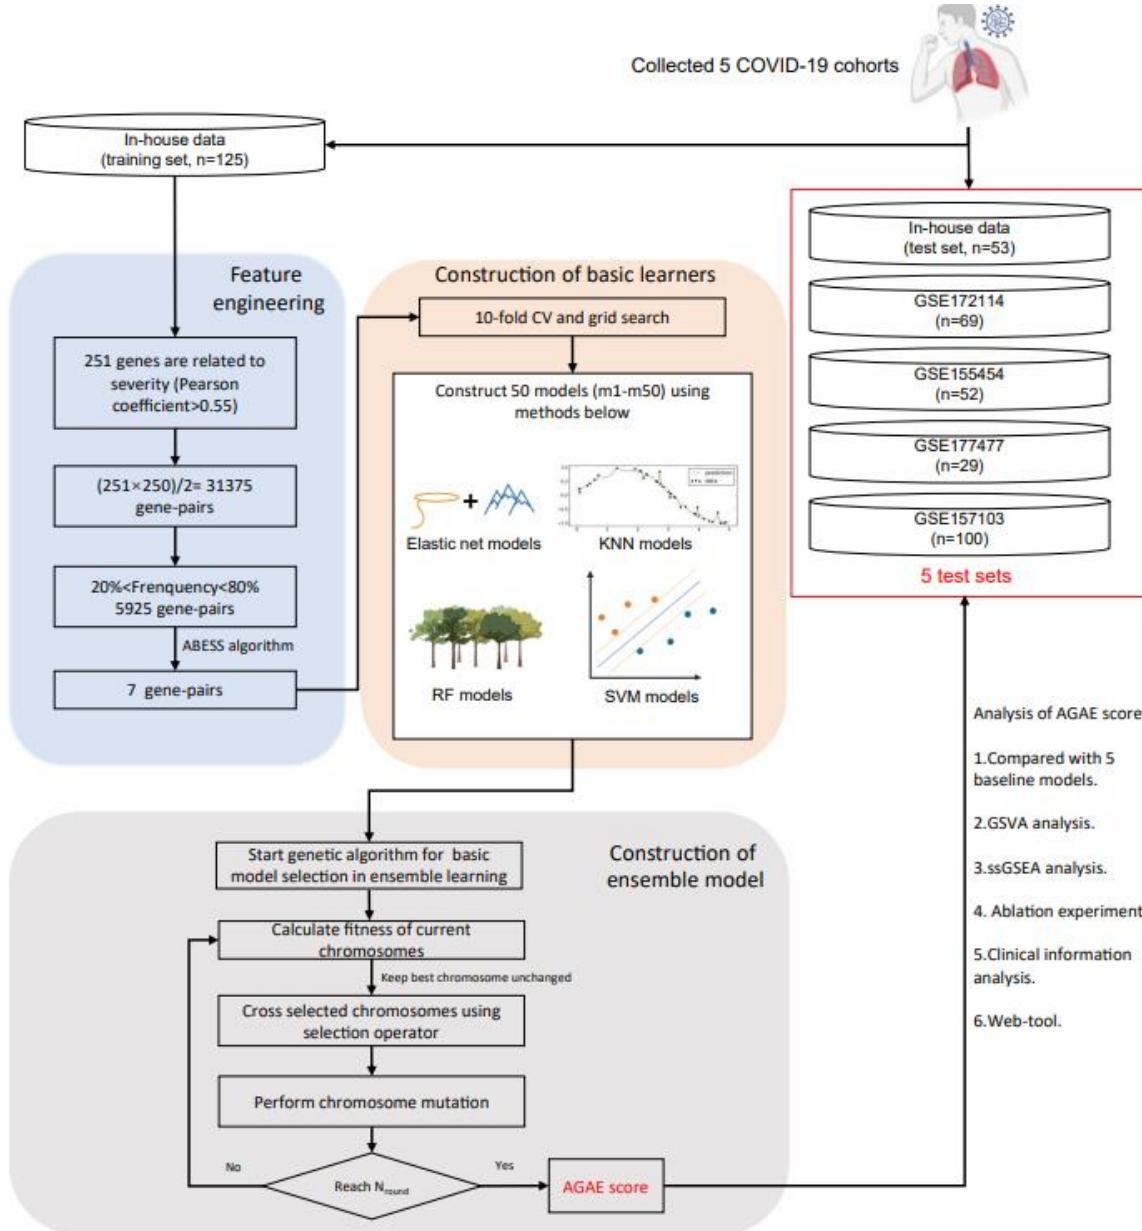 Collected 5 COVID-19 cohorts
In-house data
(training set, n=125)
In-house data
(test set, n=53)
GSE172114
(n=69)
GSE155454
(n=52)
GSE177477
(n=29)
GSE157103
(n=100)
5 test sets
Feature
engineering
251 genes are related to
severity (Pearson
coefficient>0.55)
(251×250)/2= 31375
gene-pairs
20%<Frenquency<80%
5925 gene-pairs
ABESS algorithm
7 gene-pairs
Construction of basic learners
10-fold CV and grid search
Construct 50 models (m1-m50) using
methods below
Elastic net models
KNN models
RF models
SVM models
Construction of
ensemble model
Start genetic algorithm for basic
model selection in ensemble learning
Calculate fitness of current
chromosomes
Keep best chromosome unchanged
Cross selected chromosomes using
selection operator
Perform chromosome mutation
No
Reach Nround
Yes
AGAE score
Analysis of AGAE score
1.Compared with 5
baseline models.
2.GSVA analysis.
3.ssGSEA analysis.
4. Ablation experiment
5.Clinical information
analysis.
6.Web-tool.